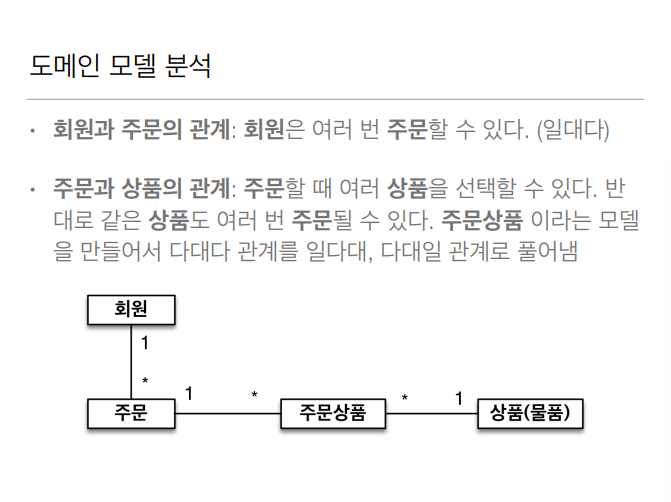 도메인 모델 분석
• 회원과 주문의 관계: 회원은 여러 번 주문할 수 있다. (일대다)
• 주문과 상품의 관계: 주문할 때 여러 상품을 선택할 수 있다. 반
대로 같은 상품도 여러 번 주문될 수 있다. 주문상품 이라는 모델
을 만들어서 다대다 관계를 일다대, 다대일 관계로 풀어냄
회원
1
*
주문
1
*
주문상품
*
1
상품(물품)